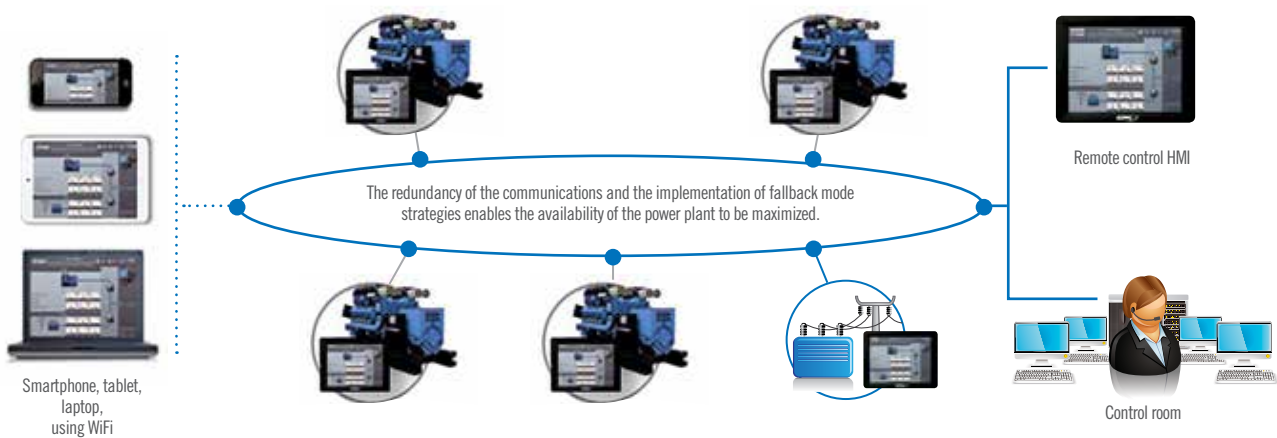 Remote control HMI
The redundancy of the communications and the implementation of fallback mode
strategies enables the availability of the power plant to be maximized.
Smartphone, tablet,
laptop,
using WiFi
Control room